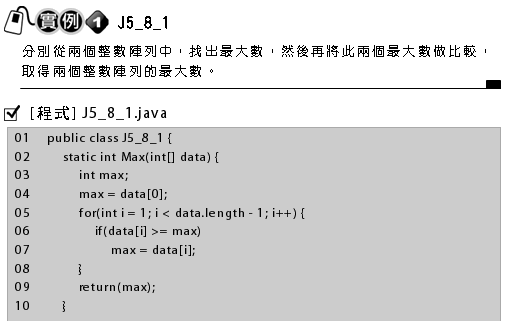 實例 1 J5_8_1
分別從兩個整數陣列中，找出最大數，然後再將此兩個最大數做比較，
取得兩個整數陣列的最大數。
[程式] J5_8_1.java
01 public class J5_8_1 {
02 static int Max(int[] data) {
03 int max;
04 max = data[0];
05 for(int i = 1; i < data.length - 1; i++) {
06 if(data[i] >= max)
07 max = data[i];
08 }
09 return(max);
10 }